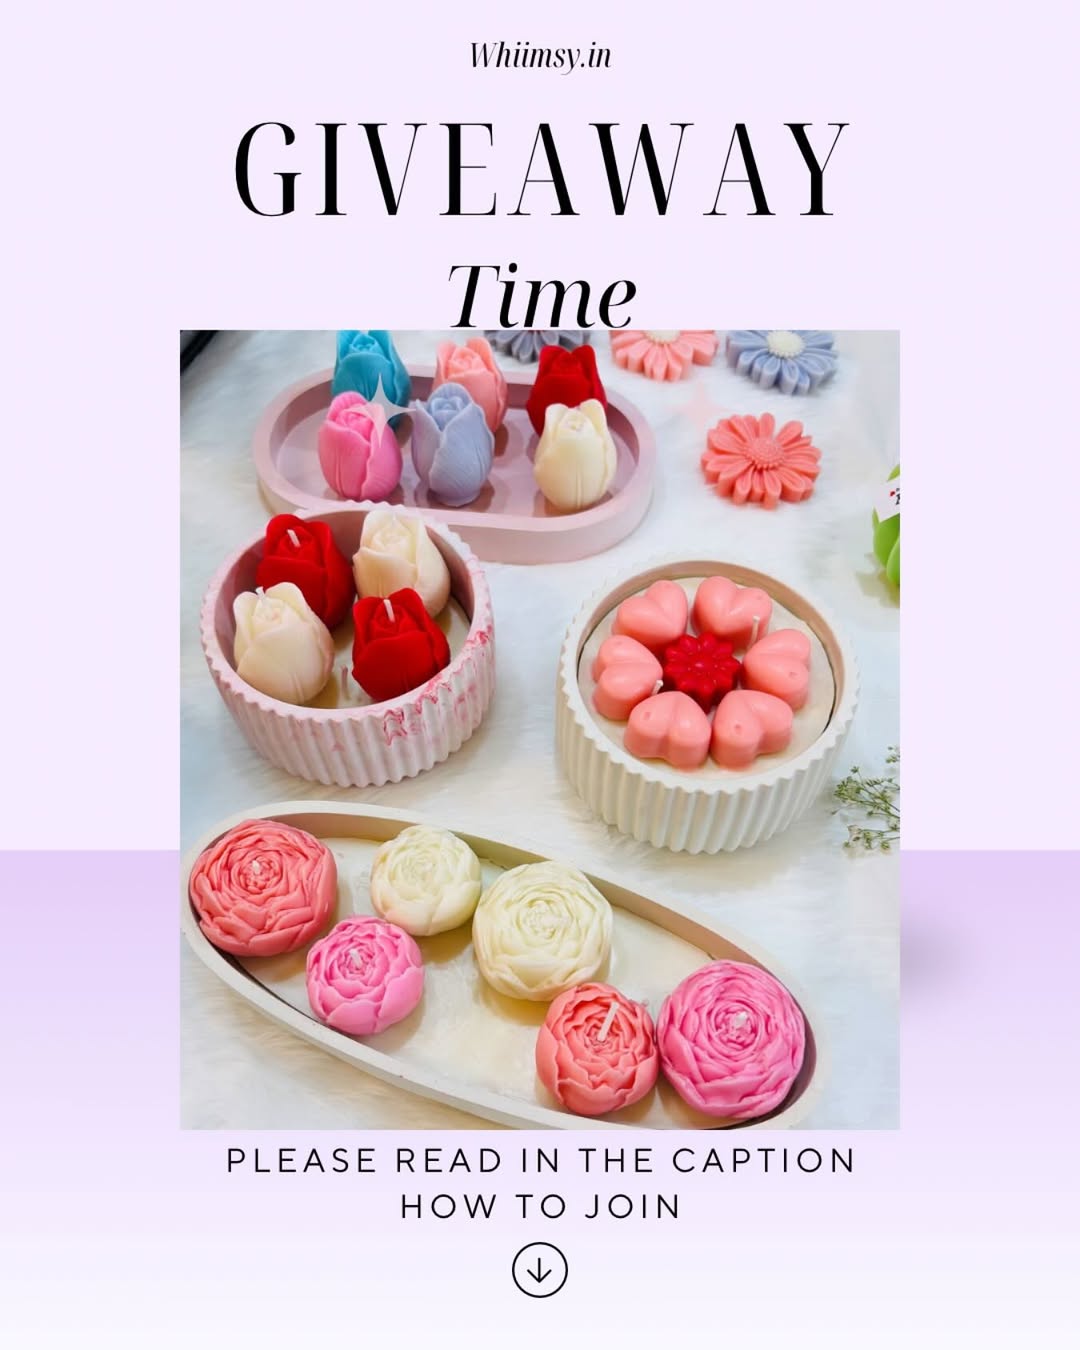 Whiimsy.in
GIVEAWAY
Time
PLEASE READ IN THE CAPTION
HOW TO JOIN